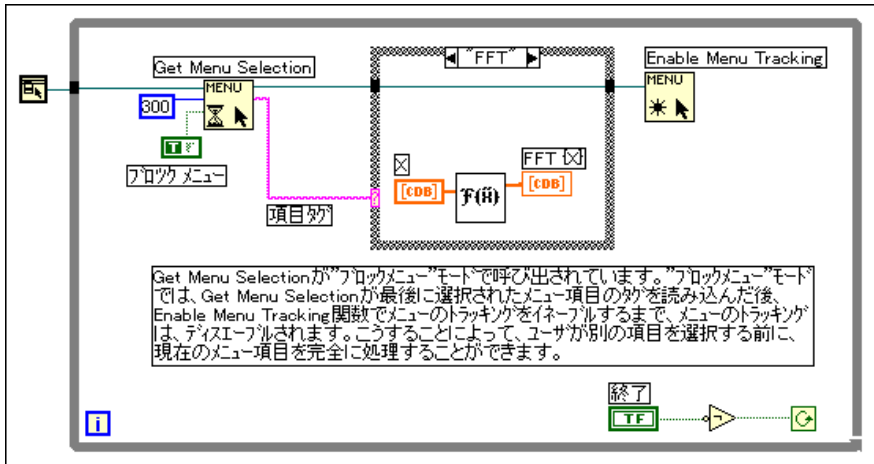 Get Menu Selection
"FFT"
Enable Menu Tracking
MENU
MENU
300
T
ブロック メニュー
X
FFT {X}
[CDB]
F(x)
[CDB]
項目タグ
?
Get Menu Selectionが"ブロックメニュー"モードで呼び出されています。"ブロックメニュー"モード
では、Get Menu Selectionが最後に選択されたメニュー項目のタグを読み込んだ後、
Enable Menu Tracking関数でメニューのトラッキングをイネーブルするまで、メニューのトラッキング
は、ディスエーブルされます。こうすることによって、ユーザが別の項目を選択する前に、
現在のメニュー項目を完全に処理することができます。
終了
TF
i